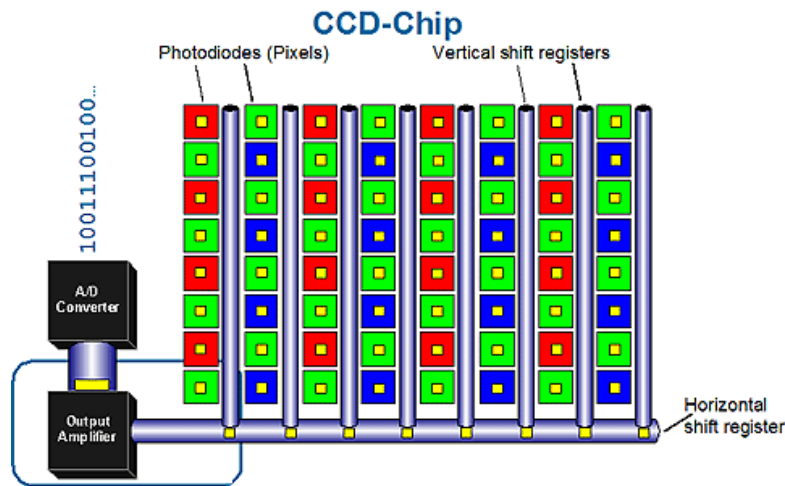 CCD-Chip
Photodiodes (Pixels)
Vertical shift registers
10011100100...
A/D
Converter
Output
Amplifier
Horizontal
shift register